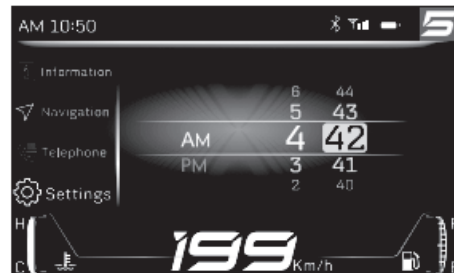 AM 10:50
S
Information
Navigation
Telephone
Settings
6 44
5 43
AM 4 42
PM 3 41
2 40
H
C
199 Km/h
F
E